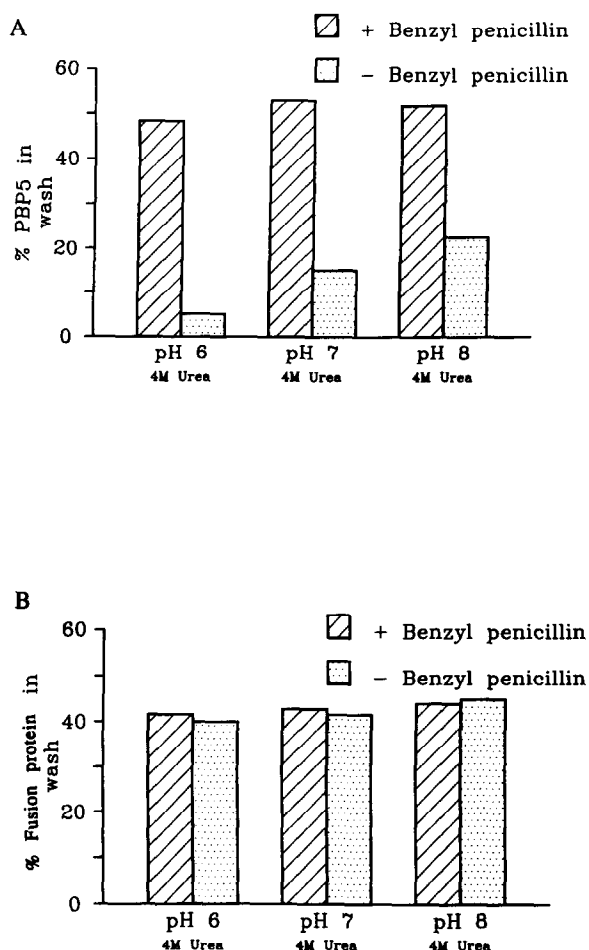 A
+ Benzyl penicillin
− Benzyl penicillin
60
40
20
0
% PBP5 in
wash
pH 6
pH 7
pH 8
4M Urea
4M Urea
4M Urea
B
+ Benzyl penicillin
− Benzyl penicillin
60
40
20
0
% Fusion protein in
wash
pH 6
pH 7
pH 8
4M Urea
4M Urea
4M Urea